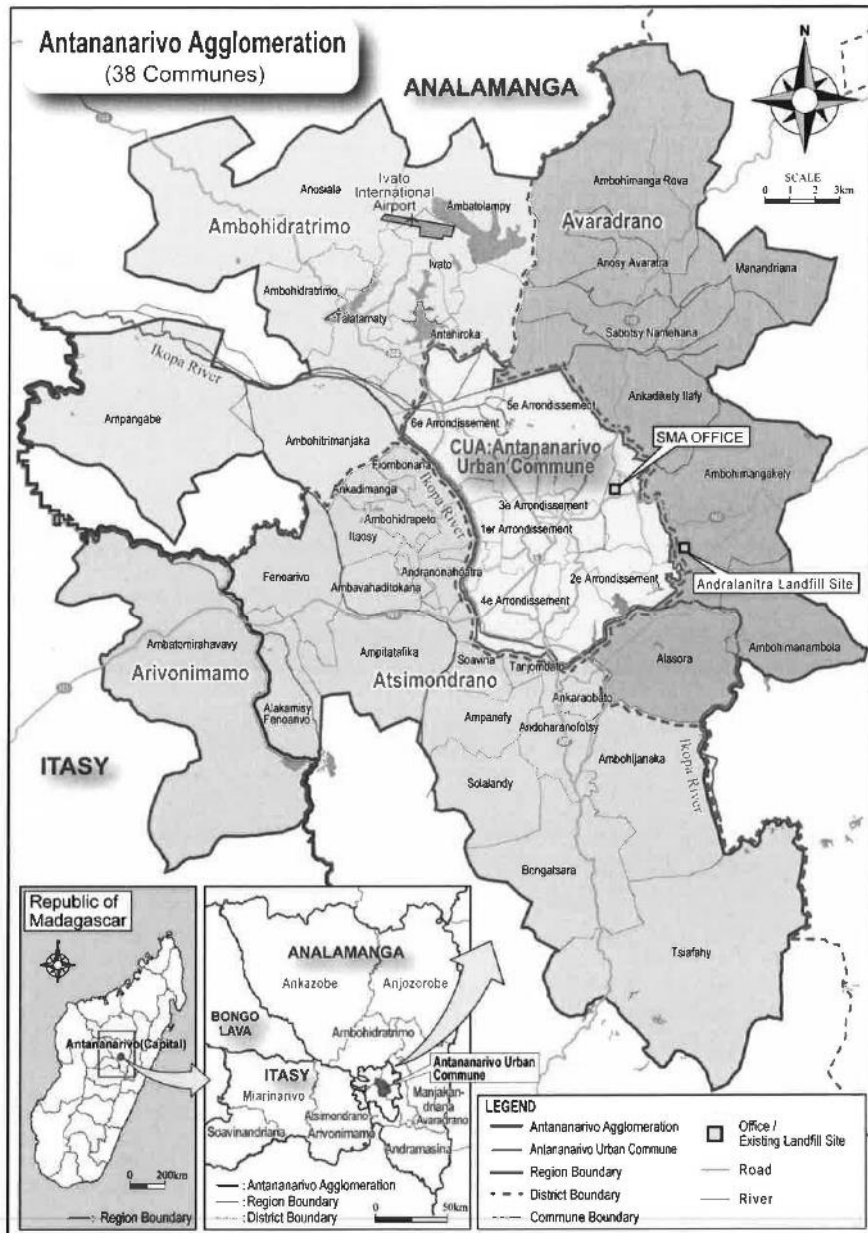 Antananarivo Agglomeration
(38 Communes)
ANALAMANGA
N
SCALE
0 1 2 3km
Anosiala
Ivato
International
Airport
Ambatolampy
Ambohimanga Rova
Ambohidratrimo
Avaradrano
Ivato
Anosy Avaratra
Manandriana
Ambohidratrimo
Talatamaty
Antehiroka
Sabotsy Namehana
Ikopa River
Ankadikely Ilafy
Ampangabe
5e Arrondissement
6e Arrondissement
SMA OFFICE
Ambohitrimanjaka
CUA:Antananarivo
Urban Commune
Fiombonana
Ambohimangakely
Ankadimanga
Ikopa River
3e Arrondissement
Ambohidrapeto
1er Arrondissement
Itaosy
Andranonahoatra
Fenoarivo
2e Arrondissement
Andralanitra Landfill Site
Ambavahaditokana
4e Arrondissement
Ambatomirahavavy
Ampitatafika
Soavina
Tanjombato
Alasora
Ambohimanambola
Arivonimamo
Atsimondrano
Ankaraobato
Alakamisy
Fenoarivo
Ampanefy
Andoharanofotsy
Ambohijanaka
Ikopa River
ITASY
Solalandy
Bongatsara
Tsiafahy
Republic of
Madagascar
N
Antananarivo(Capital)
0 200km
: Region Boundary
ANALAMANGA
Ankazobe
Anjozorobe
BONGO
LAVA
Ambohidratrimo
ITASY
Antananarivo Urban
Commune
Miarinarivo
Manjakan-
driana
Atsimondrano
Avaradrano
Soavinandriana
Arivonimamo
Andramasina
: Antananarivo Agglomeration
: Region Boundary
: District Boundary
0 50km
LEGEND
Antananarivo Agglomeration
Antananarivo Urban Commune
Region Boundary
District Boundary
Commune Boundary
Office /
Existing Landfill Site
Road
River